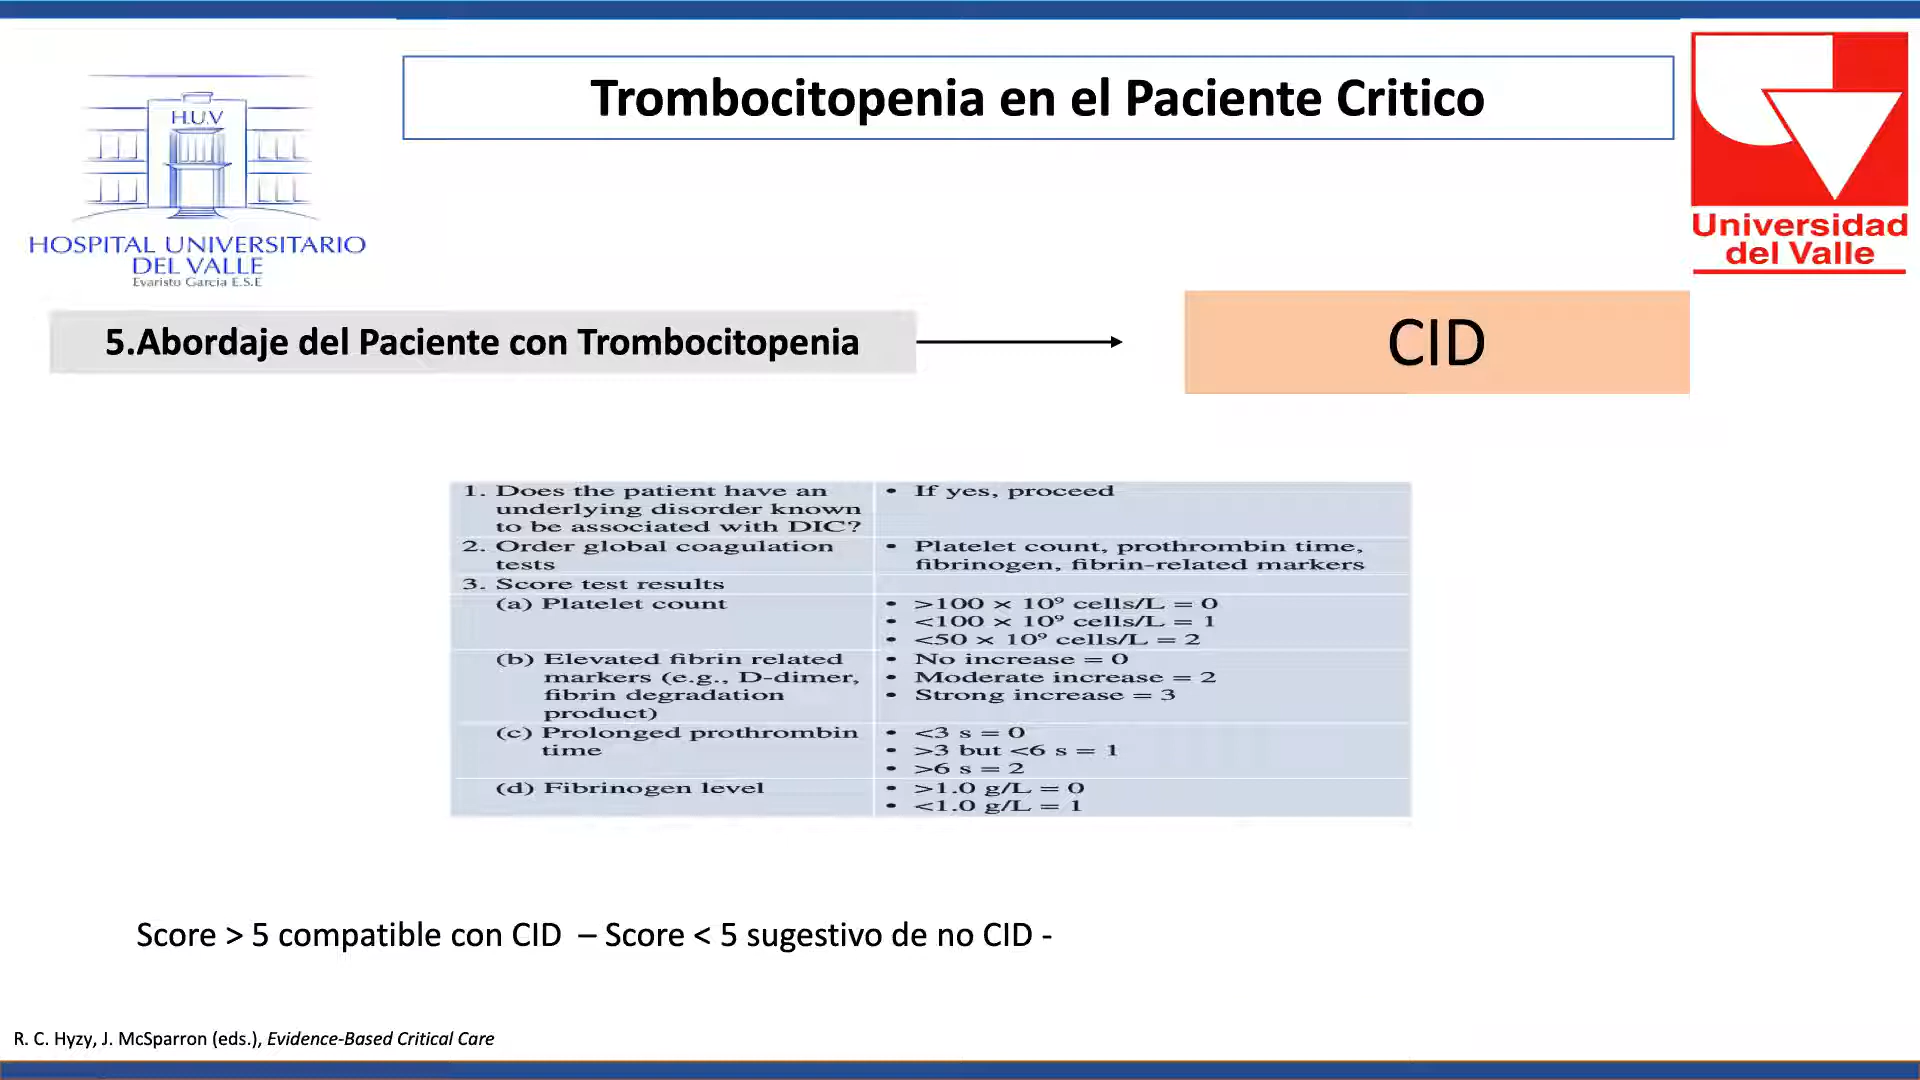 Trombocitopenia en el Paciente Critico
H.U.V
HOSPITAL UNIVERSITARIO
DEL VALLE
Evaristo Garcia E.S.E
Universidad
del Valle
5.Abordaje del Paciente con Trombocitopenia
CID
1. Does the patient have an
underlying disorder known
to be associated with DIC?
• If yes, proceed
2. Order global coagulation
tests
• Platelet count, prothrombin time,
fibrinogen, fibrin-related markers
3. Score test results
(a) Platelet count
• >100 × 10⁹ cells/L = 0
• <100 × 10⁹ cells/L = 1
• <50 × 10⁹ cells/L = 2
(b) Elevated fibrin related
markers (e.g., D-dimer,
fibrin degradation
product)
• No increase = 0
• Moderate increase = 2
• Strong increase = 3
(c) Prolonged prothrombin
time
• <3 s = 0
• >3 but <6 s = 1
• >6 s = 2
(d) Fibrinogen level
• >1.0 g/L = 0
• <1.0 g/L = 1
Score > 5 compatible con CID – Score < 5 sugestivo de no CID -
R. C. Hyzy, J. McSparron (eds.), Evidence-Based Critical Care